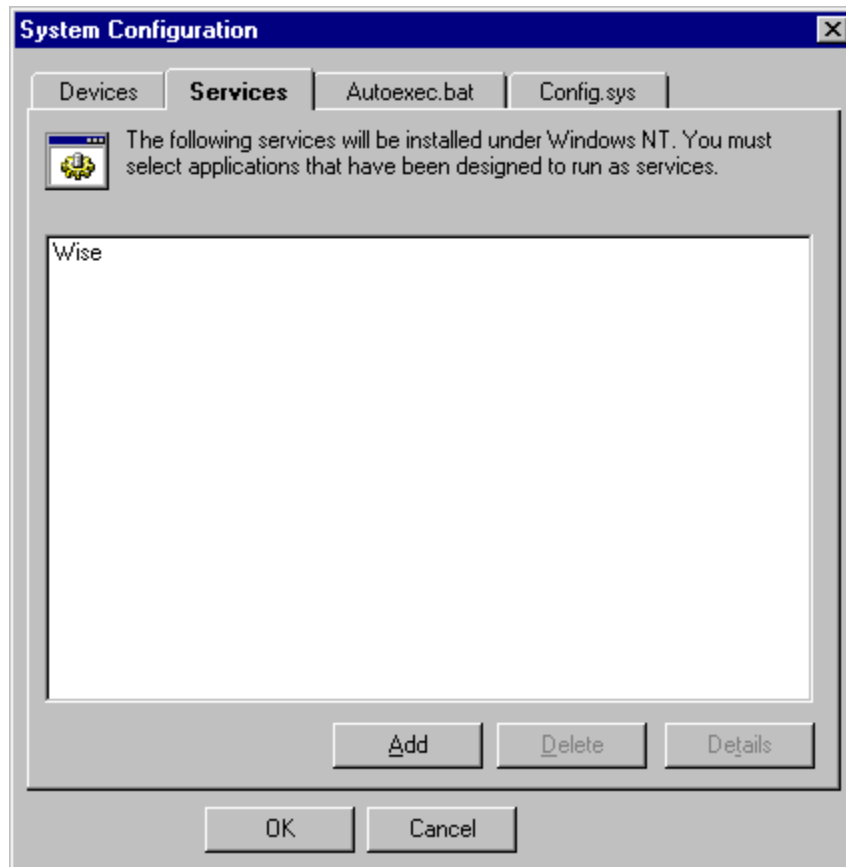 System Configuration
Devices Services Autoexec.bat Config.sys
The following services will be installed under Windows NT. You must
select applications that have been designed to run as services.
Wise
Add Delete Details
OK Cancel